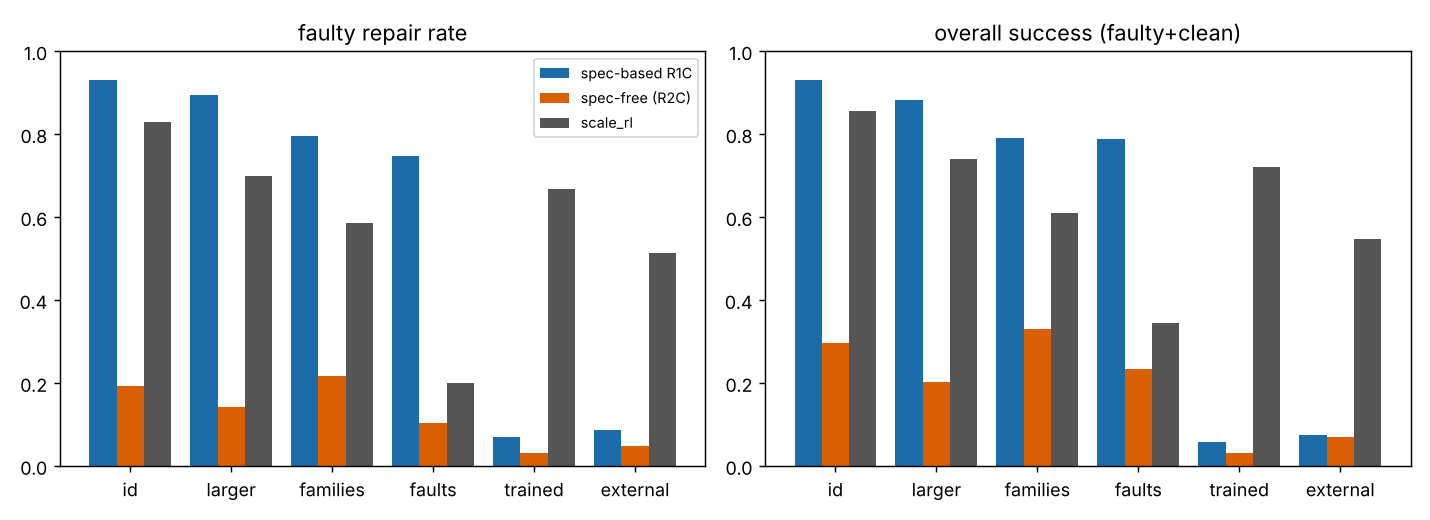 faulty repair rate
1.0
0.8
0.6
0.4
0.2
0.0
spec-based R1C
spec-free (R2C)
scale_rl
id larger families faults trained external
overall success (faulty+clean)
1.0
0.8
0.6
0.4
0.2
0.0
id larger families faults trained external